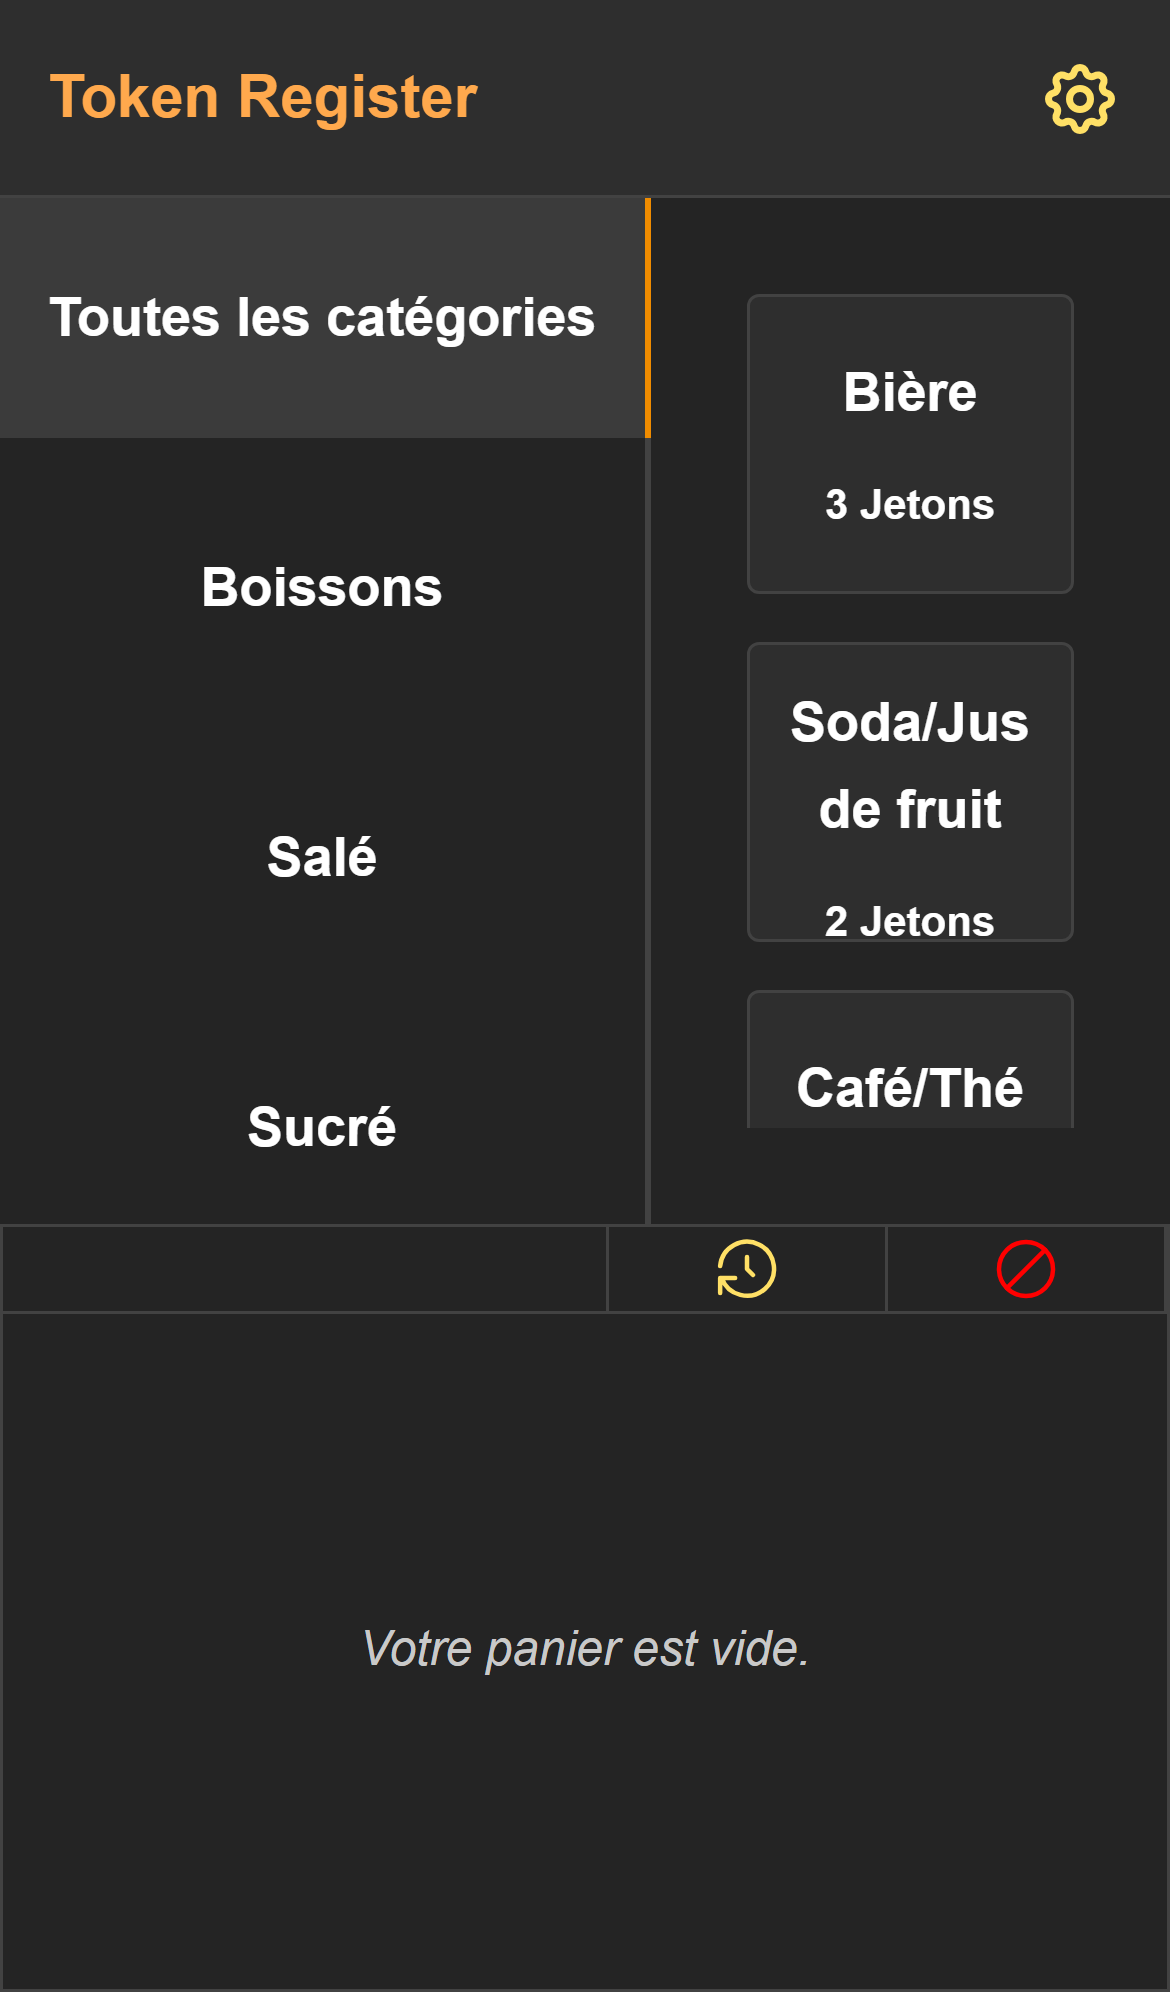 Token Register
Toutes les catégories
Boissons
Salé
Sucré
Bière
3 Jetons
Soda/Jus
de fruit
2 Jetons
Café/Thé
Votre panier est vide.